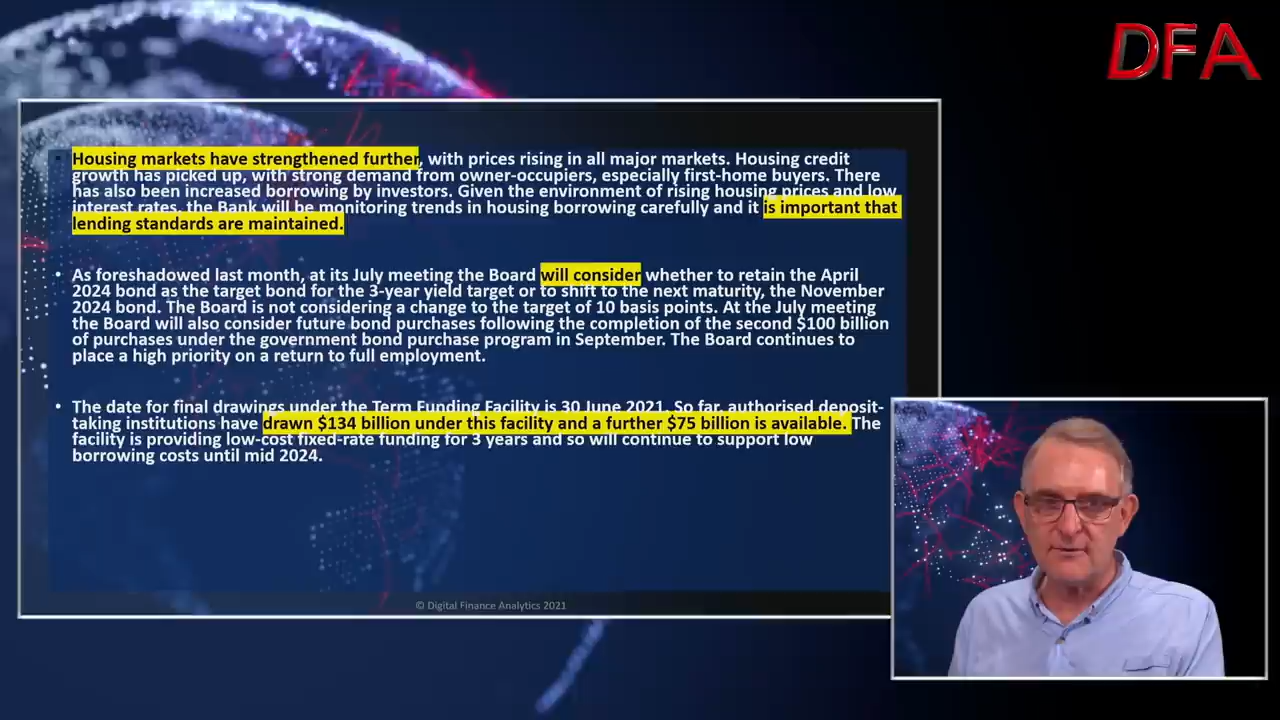 DFA
Housing markets have strengthened further, with prices rising in all major markets. Housing credit
growth has picked up, with strong demand from owner-occupiers, especially first-home buyers. There
has also been increased borrowing by investors. Given the environment of rising housing prices and low
interest rates, the Bank will be monitoring trends in housing borrowing carefully and it is important that
lending standards are maintained.
• As foreshadowed last month, at its July meeting the Board will consider whether to retain the April
2024 bond as the target bond for the 3-year yield target or to shift to the next maturity, the November
2024 bond. The Board is not considering a change to the target of 10 basis points. At the July meeting
the Board will also consider future bond purchases following the completion of the second $100 billion
of purchases under the government bond purchase program in September. The Board continues to
place a high priority on a return to full employment.
• The date for final drawings under the Term Funding Facility is 30 June 2021. So far, authorised deposit-
taking institutions have drawn $134 billion under this facility and a further $75 billion is available. The
facility is providing low-cost fixed-rate funding for 3 years and so will continue to support low
borrowing costs until mid 2024.
© Digital Finance Analytics 2021